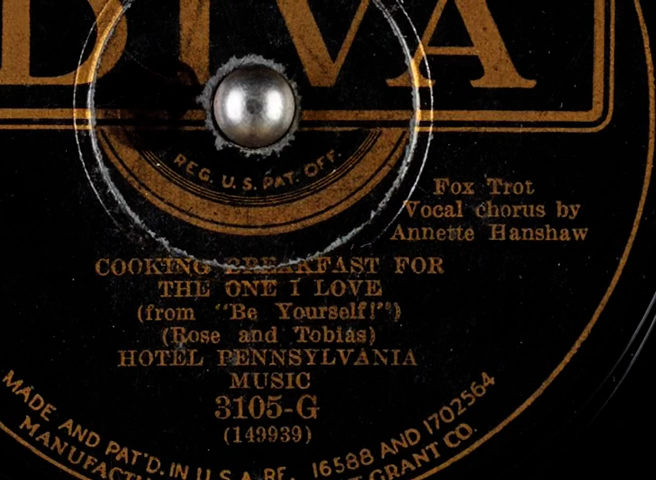 DIVA
REG. U.S. PAT. OFF.
Fox Trot
Vocal chorus by
Annette Hanshaw
COOKING BREAKFAST FOR
THE ONE I LOVE
(from "Be Yourself!")
(Rose and Tobias)
HOTEL PENNSYLVANIA
MUSIC
3105-G
(149939)
MADE AND PAT'D. IN U.S.A. RE. 16588 AND 1702564
GRANT CO.